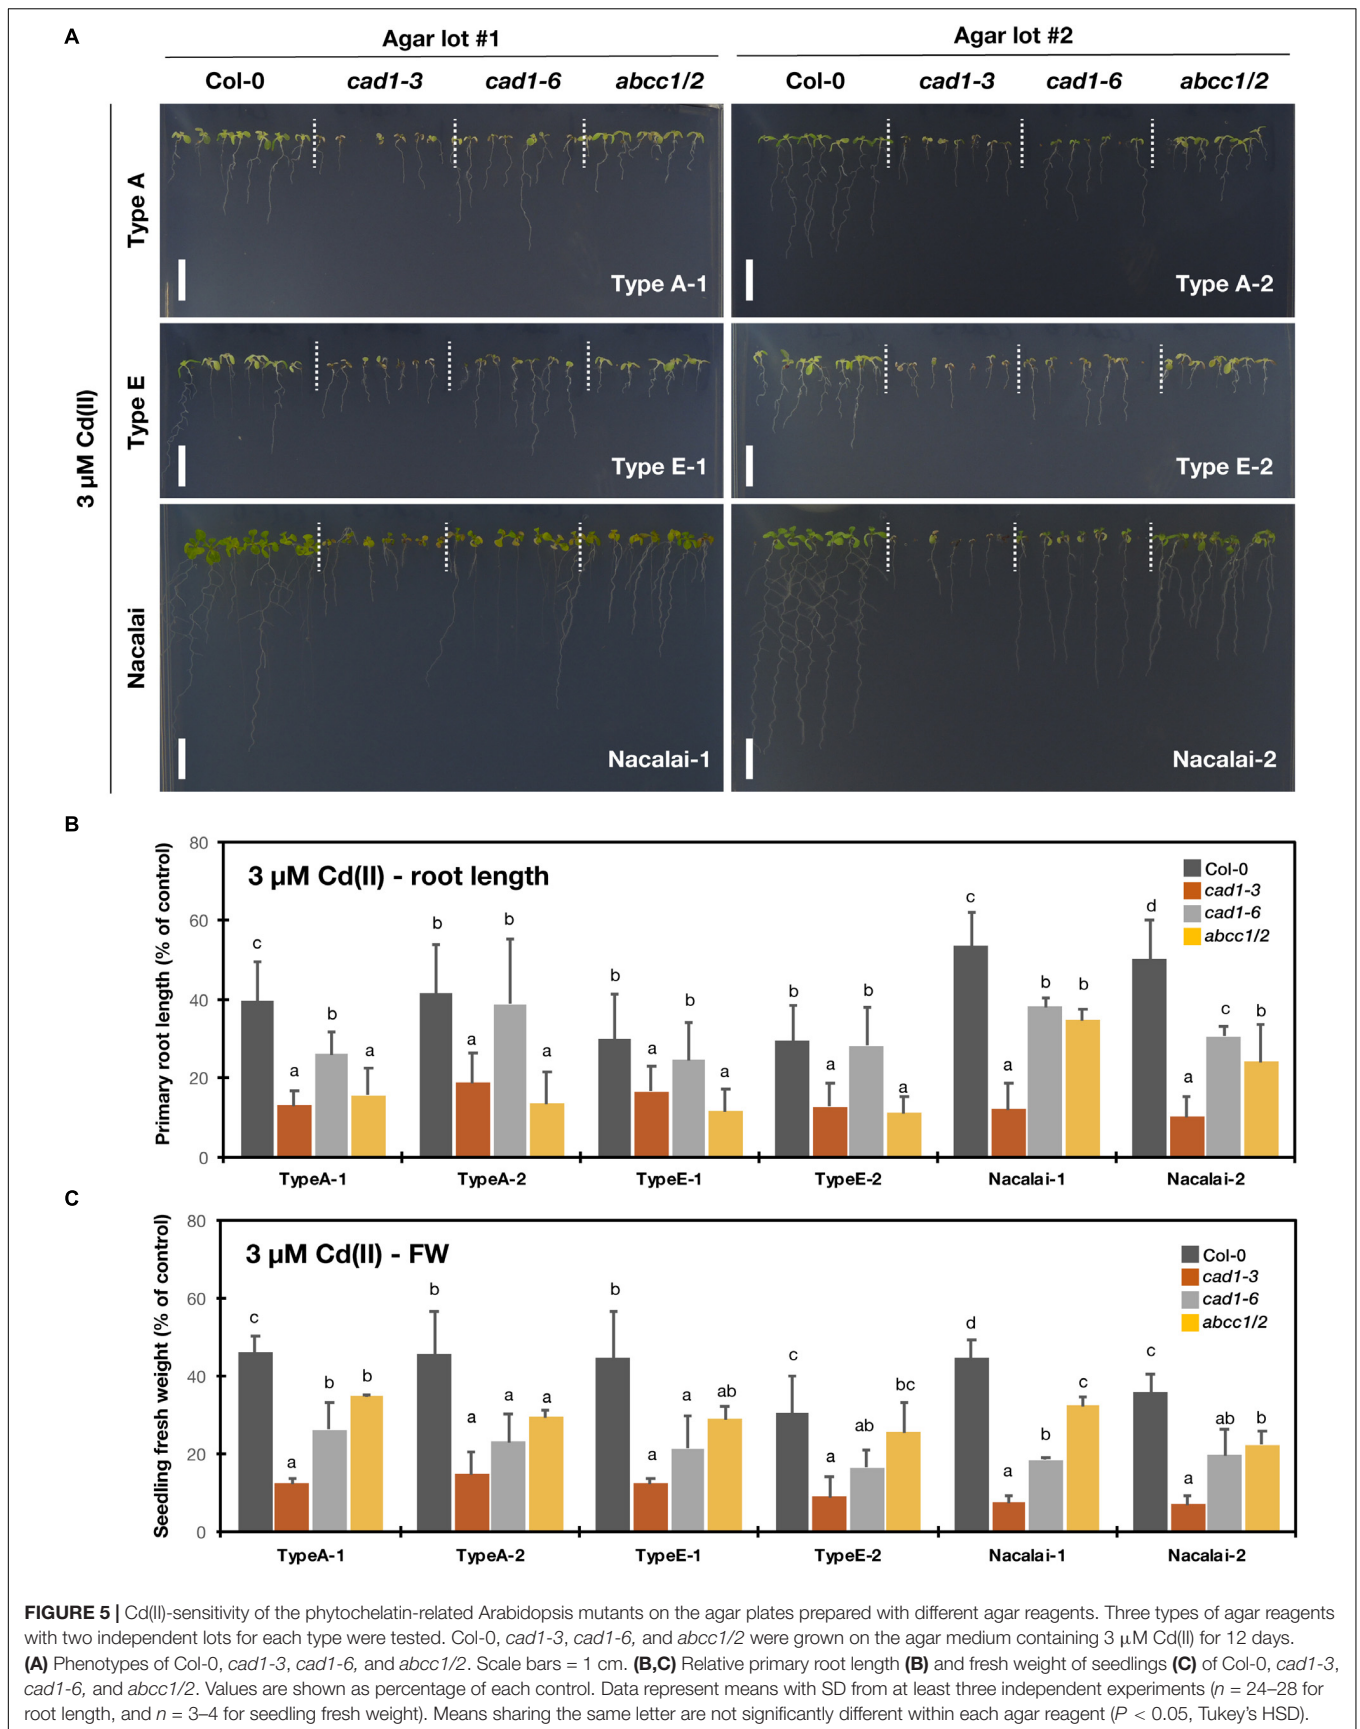 A
Agar lot #1
Agar lot #2
Col-0 cad1-3 cad1-6 abcc1/2
Col-0 cad1-3 cad1-6 abcc1/2
3 µM Cd(II)
Type A
Type A-1
Type A-2
Type E
Type E-1
Type E-2
Nacalai
Nacalai-1
Nacalai-2
B
Primary root length (% of control)
80
60
40
20
0
3 µM Cd(II) - root length
Col-0
cad1-3
cad1-6
abcc1/2
c a b a
b a b a
b a b a
b a b a
c a b b
d a c b
TypeA-1 TypeA-2 TypeE-1 TypeE-2 Nacalai-1 Nacalai-2
C
Seedling fresh weight (% of control)
80
60
40
20
0
3 µM Cd(II) - FW
Col-0
cad1-3
cad1-6
abcc1/2
c a b b
b a a a
b a a ab
c a ab bc
d a b c
c a ab b
TypeA-1 TypeA-2 TypeE-1 TypeE-2 Nacalai-1 Nacalai-2
FIGURE 5 | Cd(II)-sensitivity of the phytochelatin-related Arabidopsis mutants on the agar plates prepared with different agar reagents. Three types of agar reagents
with two independent lots for each type were tested. Col-0, cad1-3, cad1-6, and abcc1/2 were grown on the agar medium containing 3 µM Cd(II) for 12 days.
(A) Phenotypes of Col-0, cad1-3, cad1-6, and abcc1/2. Scale bars = 1 cm. (B,C) Relative primary root length (B) and fresh weight of seedlings (C) of Col-0, cad1-3,
cad1-6, and abcc1/2. Values are shown as percentage of each control. Data represent means with SD from at least three independent experiments (n = 24–28 for
root length, and n = 3–4 for seedling fresh weight). Means sharing the same letter are not significantly different within each agar reagent (P < 0.05, Tukey's HSD).